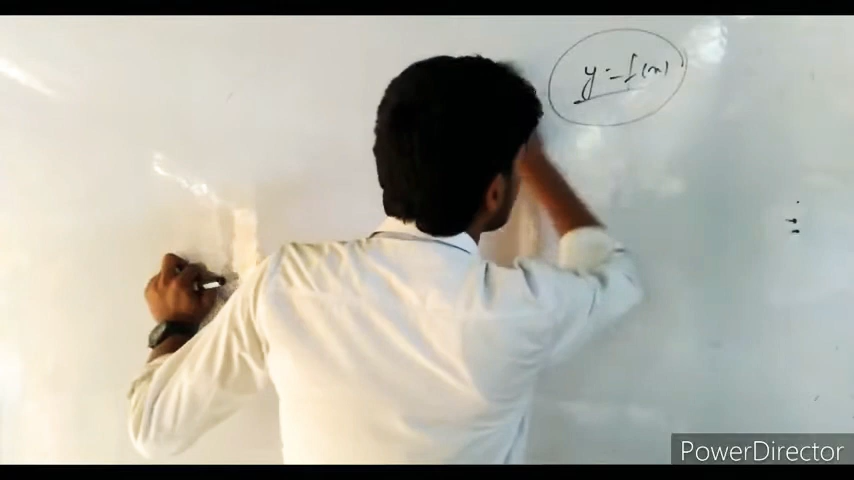 y = f(x)
PowerDirector